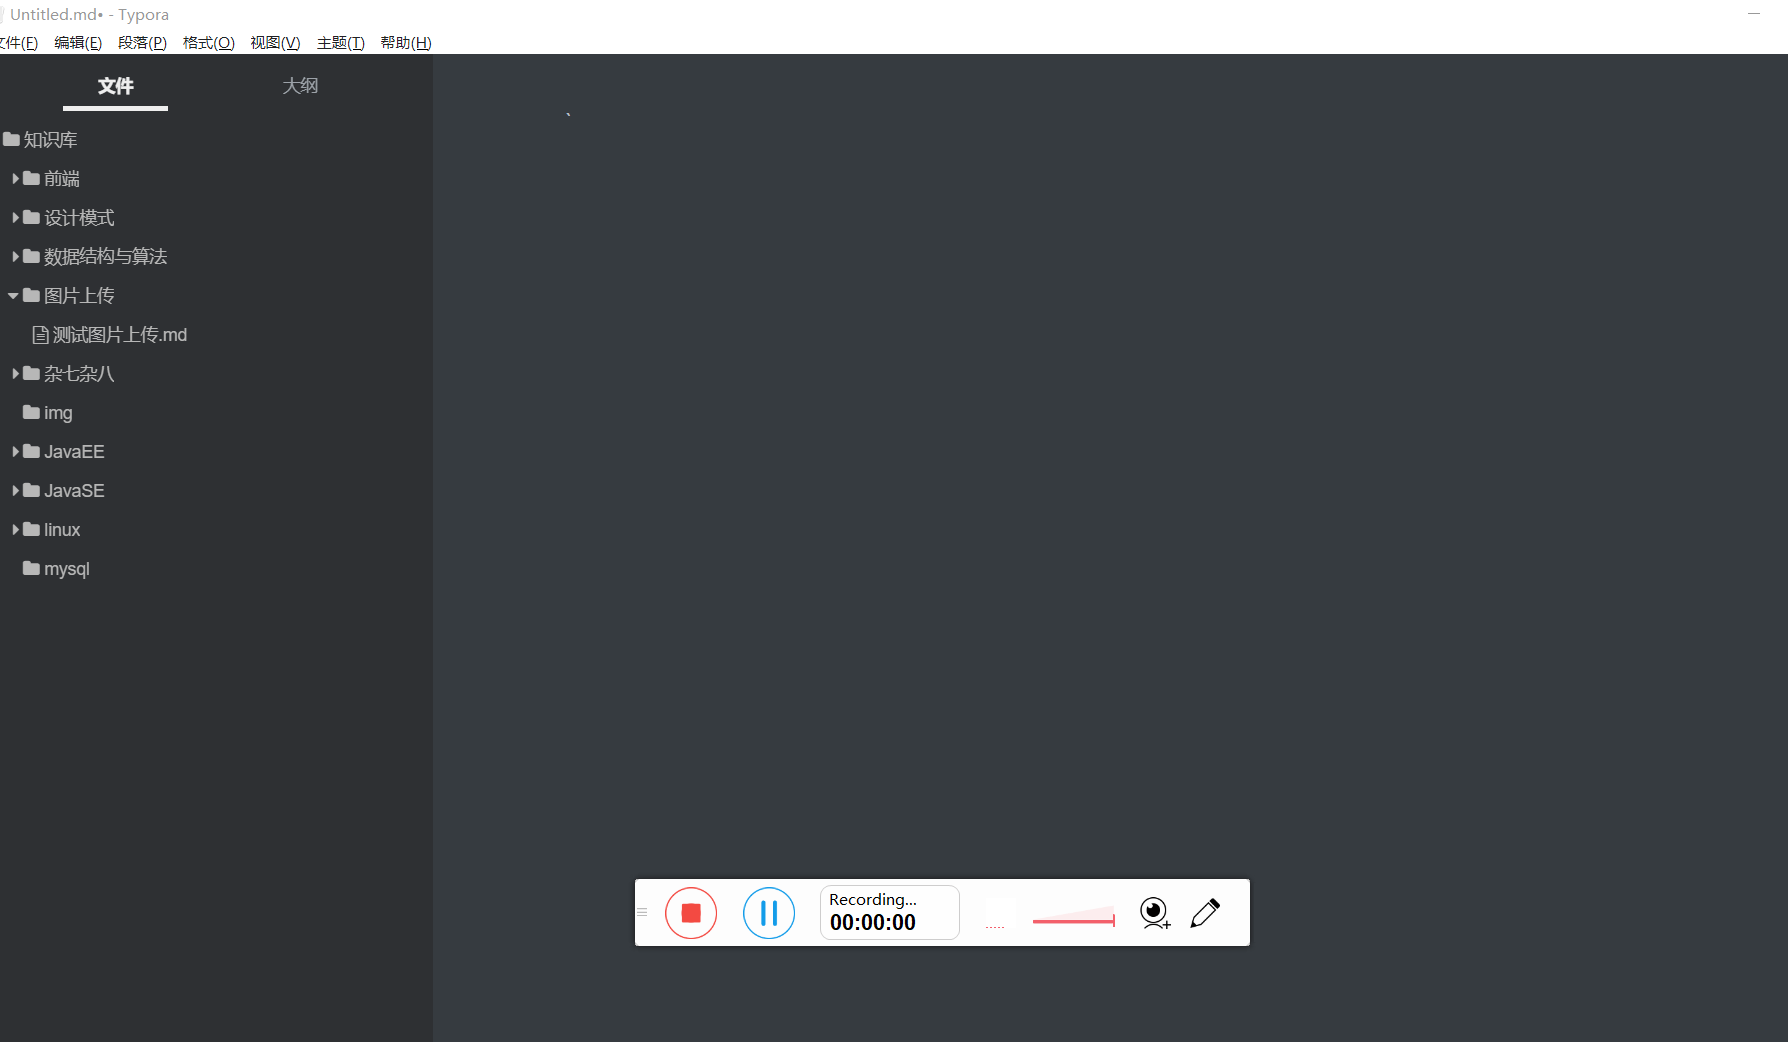 Untitled.md• - Typora
文件(F) 编辑(E) 段落(P) 格式(O) 视图(V) 主题(T) 帮助(H)
文件 大纲
`
知识库
前端
设计模式
数据结构与算法
图片上传
测试图片上传.md
杂七杂八
img
JavaEE
JavaSE
linux
mysql
Recording...
00:00:00